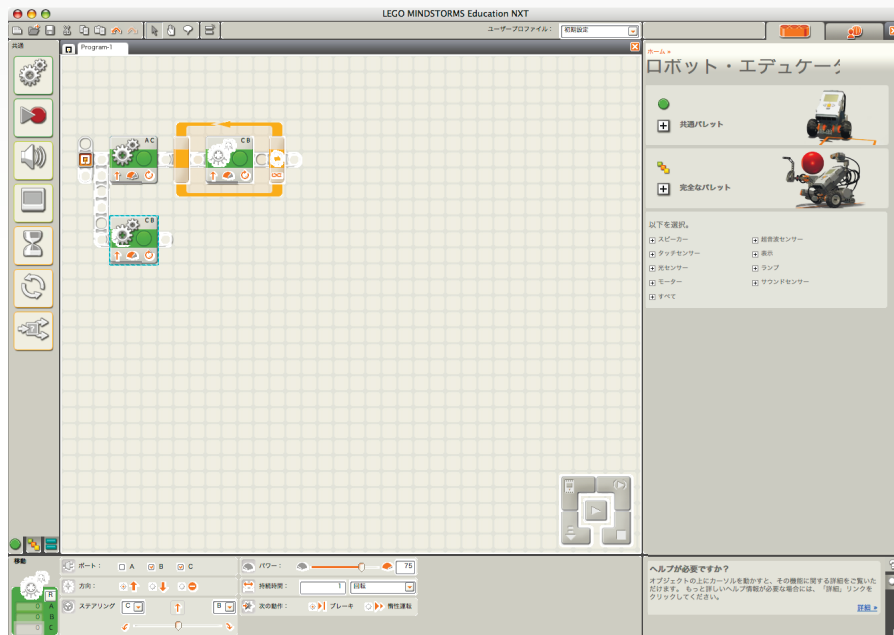 LEGO MINDSTORMS Education NXT
ユーザープロファイル：
初期設定
共通
Program-1
A C
C B
C B
ホーム »
ロボット・エデュケー
共通パレット
完全なパレット
以下を選択。
スピーカー
超音波センサー
タッチセンサー
表示
光センサー
ランプ
モーター
サウンドセンサー
すべて
移動
R
0 A
0 B
0 C
ポート：
A
B
C
パワー：
75
方向：
持続時間：
1
回転
ステアリング
C
B
次の動作：
ブレーキ
惰性運転
ヘルプが必要ですか？
オブジェクトの上にカーソルを動かすと、その機能に関する詳細をご覧いた
だけます。 もっと詳しいヘルプ情報が必要な場合には、「詳細」リンクを
クリックしてください。
詳細 »